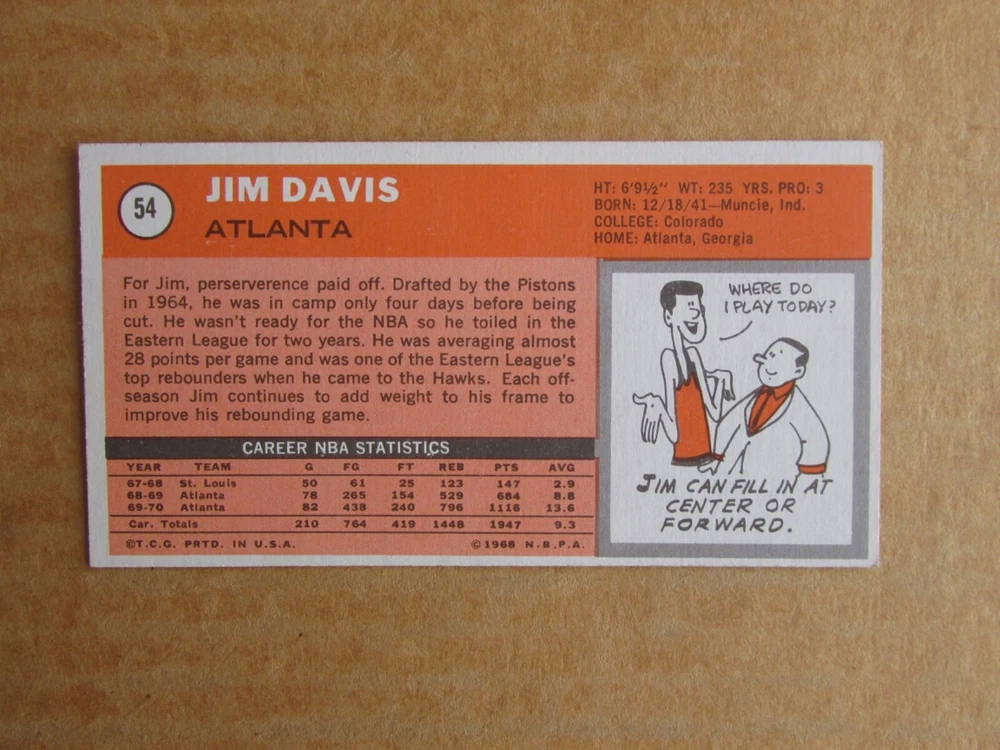 54
JIM DAVIS
ATLANTA
HT: 6'9½" WT: 235 YRS. PRO: 3
BORN: 12/18/41—Muncie, Ind.
COLLEGE: Colorado
HOME: Atlanta, Georgia
For Jim, perserverence paid off. Drafted by the Pistons
in 1964, he was in camp only four days before being
cut. He wasn't ready for the NBA so he toiled in the
Eastern League for two years. He was averaging almost
28 points per game and was one of the Eastern League's
top rebounders when he came to the Hawks. Each off-
season Jim continues to add weight to his frame to
improve his rebounding game.
CAREER NBA STATISTICS
YEAR TEAM G FG FT REB PTS AVG
67-68 St. Louis 50 61 25 123 147 2.9
68-69 Atlanta 78 265 154 529 684 8.8
69-70 Atlanta 82 438 240 796 1116 13.6
Car. Totals 210 764 419 1448 1947 9.3
©T.C.G. PRTD. IN U.S.A. ©1968 N.B.P.A.
WHERE DO
I PLAY TODAY?
JIM CAN FILL IN AT
CENTER OR
FORWARD.